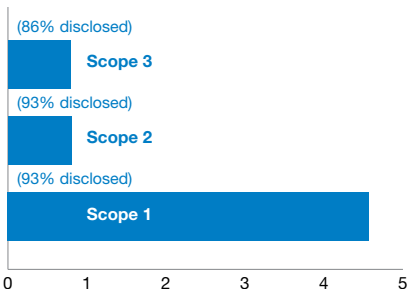 (86% disclosed)
Scope 3
(93% disclosed)
Scope 2
(93% disclosed)
Scope 1
0 1 2 3 4 5